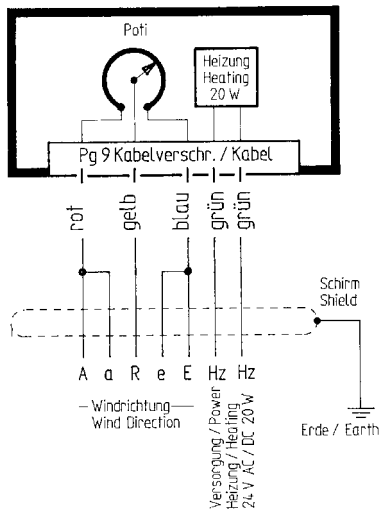 Poti
Heizung
Heating
20 W
Pg 9 Kabelverschr. / Kabel
rot
gelb
blau
grün
grün
Schirm
Shield
A a R e E Hz Hz
Windrichtung
Wind Direction
Versorgung / Power
Heizung / Heating
24 V AC / DC 20 W
Erde / Earth